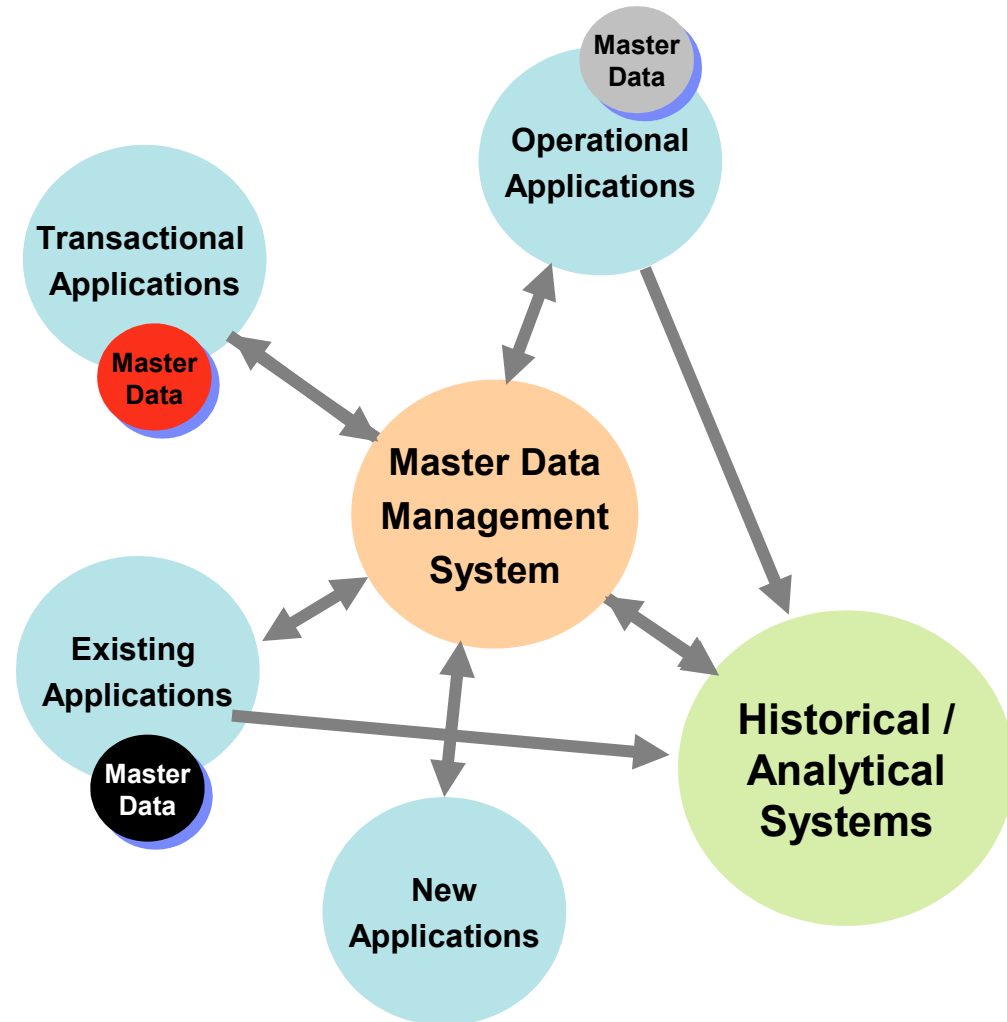 Master
Data
Operational
Applications
Transactional
Applications
Master
Data
Master Data
Management
System
Existing
Applications
Master
Data
Historical /
Analytical
Systems
New
Applications